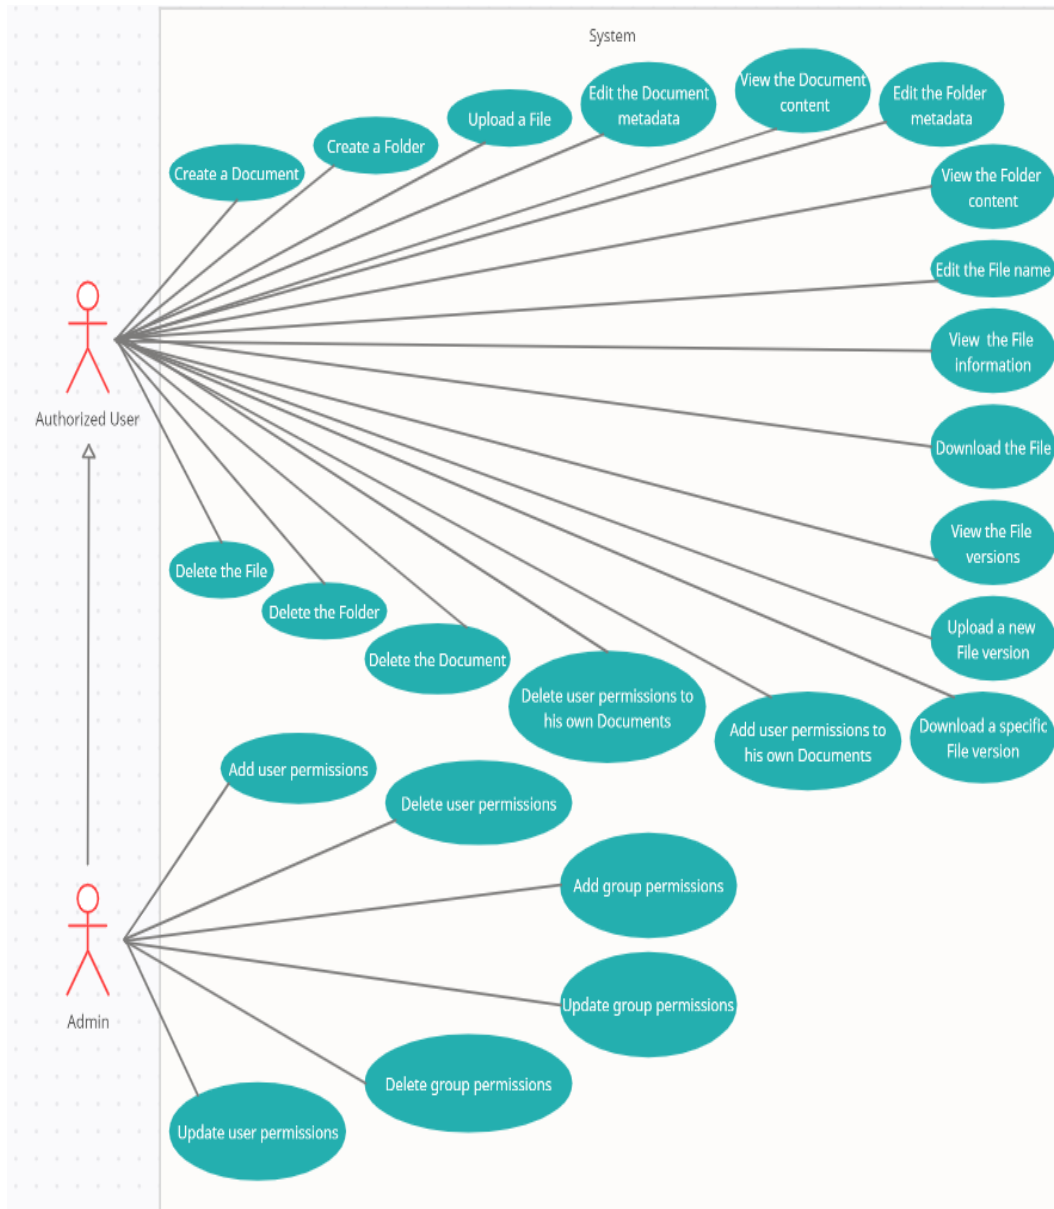 System
Create a Document
Create a Folder
Upload a File
Edit the Document
metadata
View the Document
content
Edit the Folder
metadata
View the Folder
content
Edit the File name
View the File
information
Download the File
View the File
versions
Upload a new
File version
Download a specific
File version
Add user permissions to
his own Documents
Delete user permissions to
his own Documents
Delete the Document
Delete the Folder
Delete the File
Authorized User
Add user permissions
Delete user permissions
Add group permissions
Update group permissions
Delete group permissions
Update user permissions
Admin